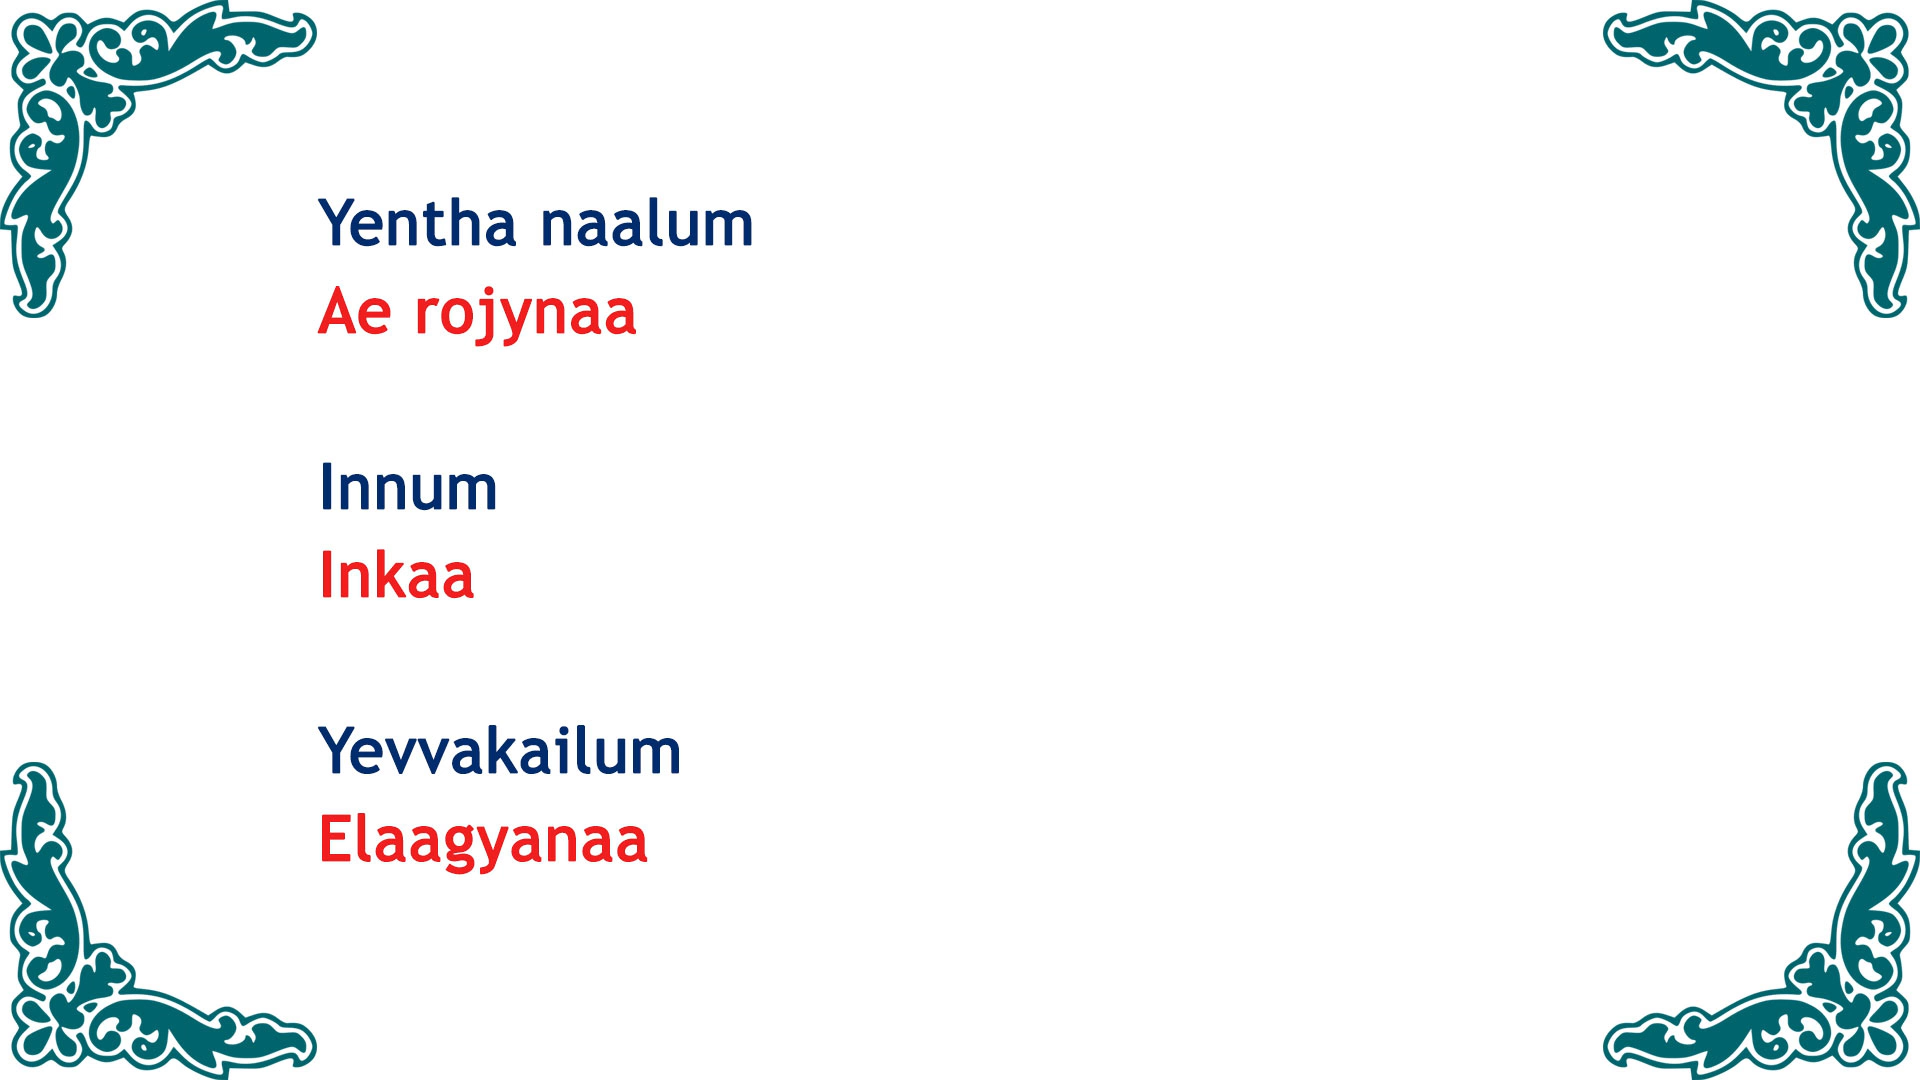 Yentha naalum
Ae rojynaa
Innum
Inkaa
Yevvakailum
Elaagyanaa